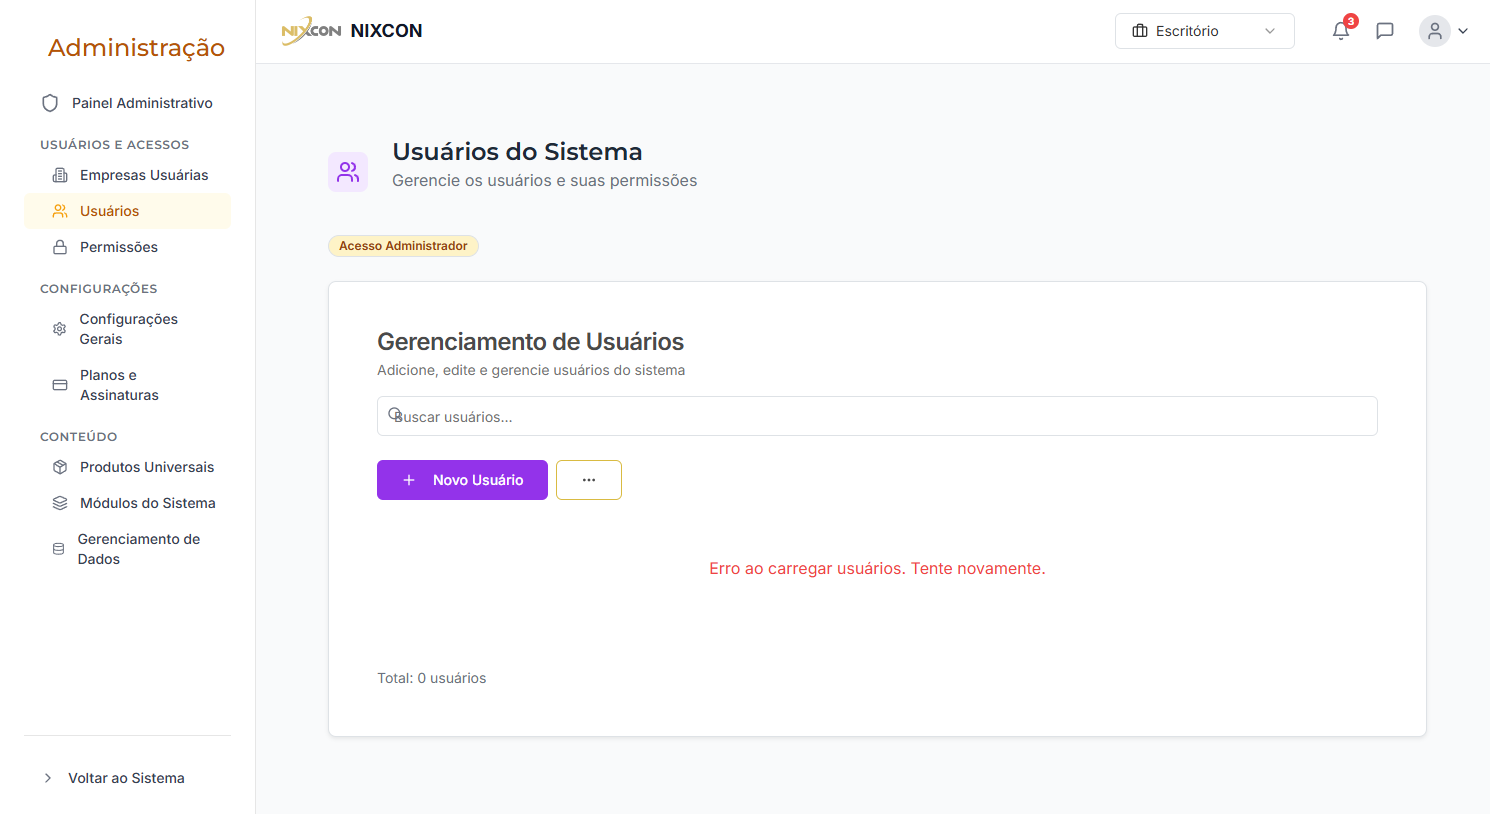 Administração
Painel Administrativo
USUÁRIOS E ACESSOS
Empresas Usuárias
Usuários
Permissões
CONFIGURAÇÕES
Configurações
Gerais
Planos e
Assinaturas
CONTEÚDO
Produtos Universais
Módulos do Sistema
Gerenciamento de
Dados
Voltar ao Sistema
NIXCON NIXCON
Escritório
3
Usuários do Sistema
Gerencie os usuários e suas permissões
Acesso Administrador
Gerenciamento de Usuários
Adicione, edite e gerencie usuários do sistema
Buscar usuários...
Novo Usuário
Erro ao carregar usuários. Tente novamente.
Total: 0 usuários